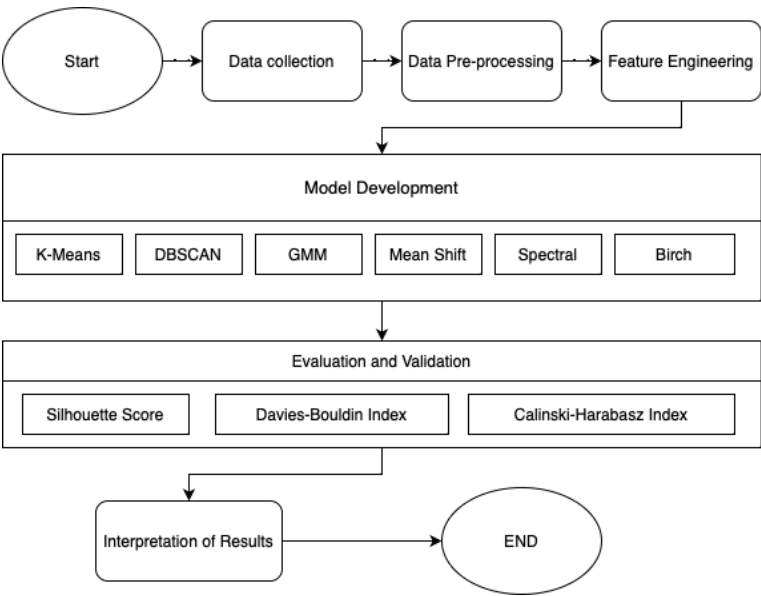 Start
Data collection
Data Pre-processing
Feature Engineering
Model Development
K-Means
DBSCAN
GMM
Mean Shift
Spectral
Birch
Evaluation and Validation
Silhouette Score
Davies-Bouldin Index
Calinski-Harabasz Index
Interpretation of Results
END